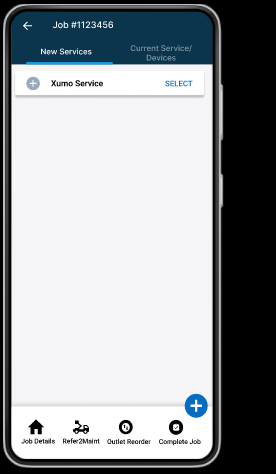 Job #1123456
New Services
Current Service/
Devices
Xumo Service
SELECT
Job Details
Refer2Maint
Outlet Reorder
Complete Job